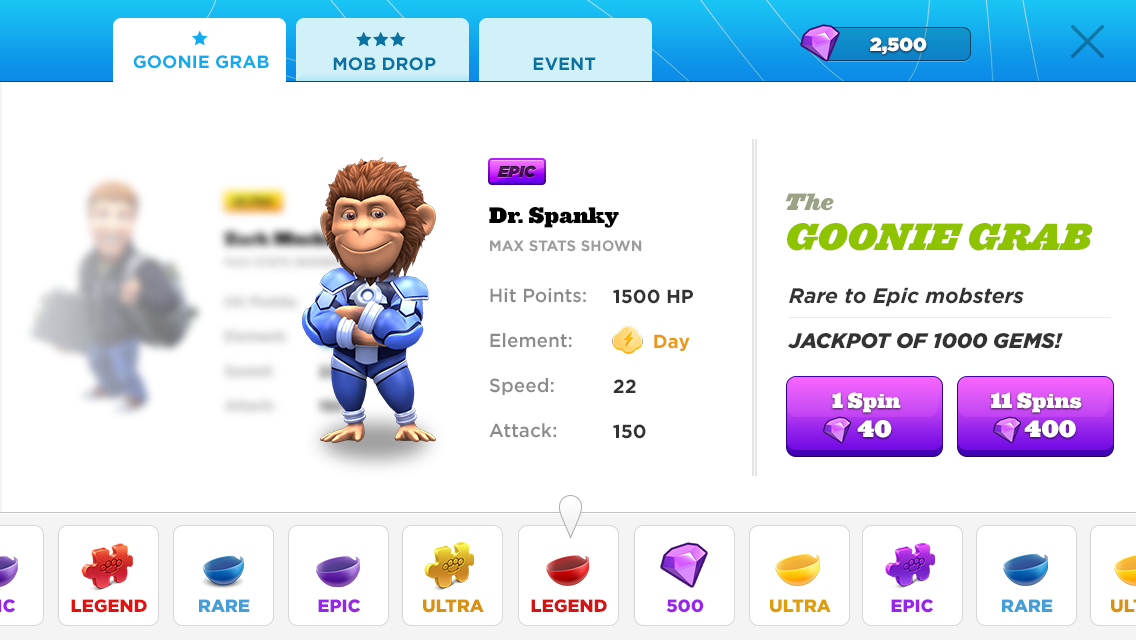 GOONIE GRAB
MOB DROP
EVENT
2,500
EPIC
Dr. Spanky
MAX STATS SHOWN
Hit Points: 1500 HP
Element: Day
Speed: 22
Attack: 150
The
GOONIE GRAB
Rare to Epic mobsters
JACKPOT OF 1000 GEMS!
1 Spin
40
11 Spins
400
IC
LEGEND
RARE
EPIC
ULTRA
LEGEND
500
ULTRA
EPIC
RARE
UL